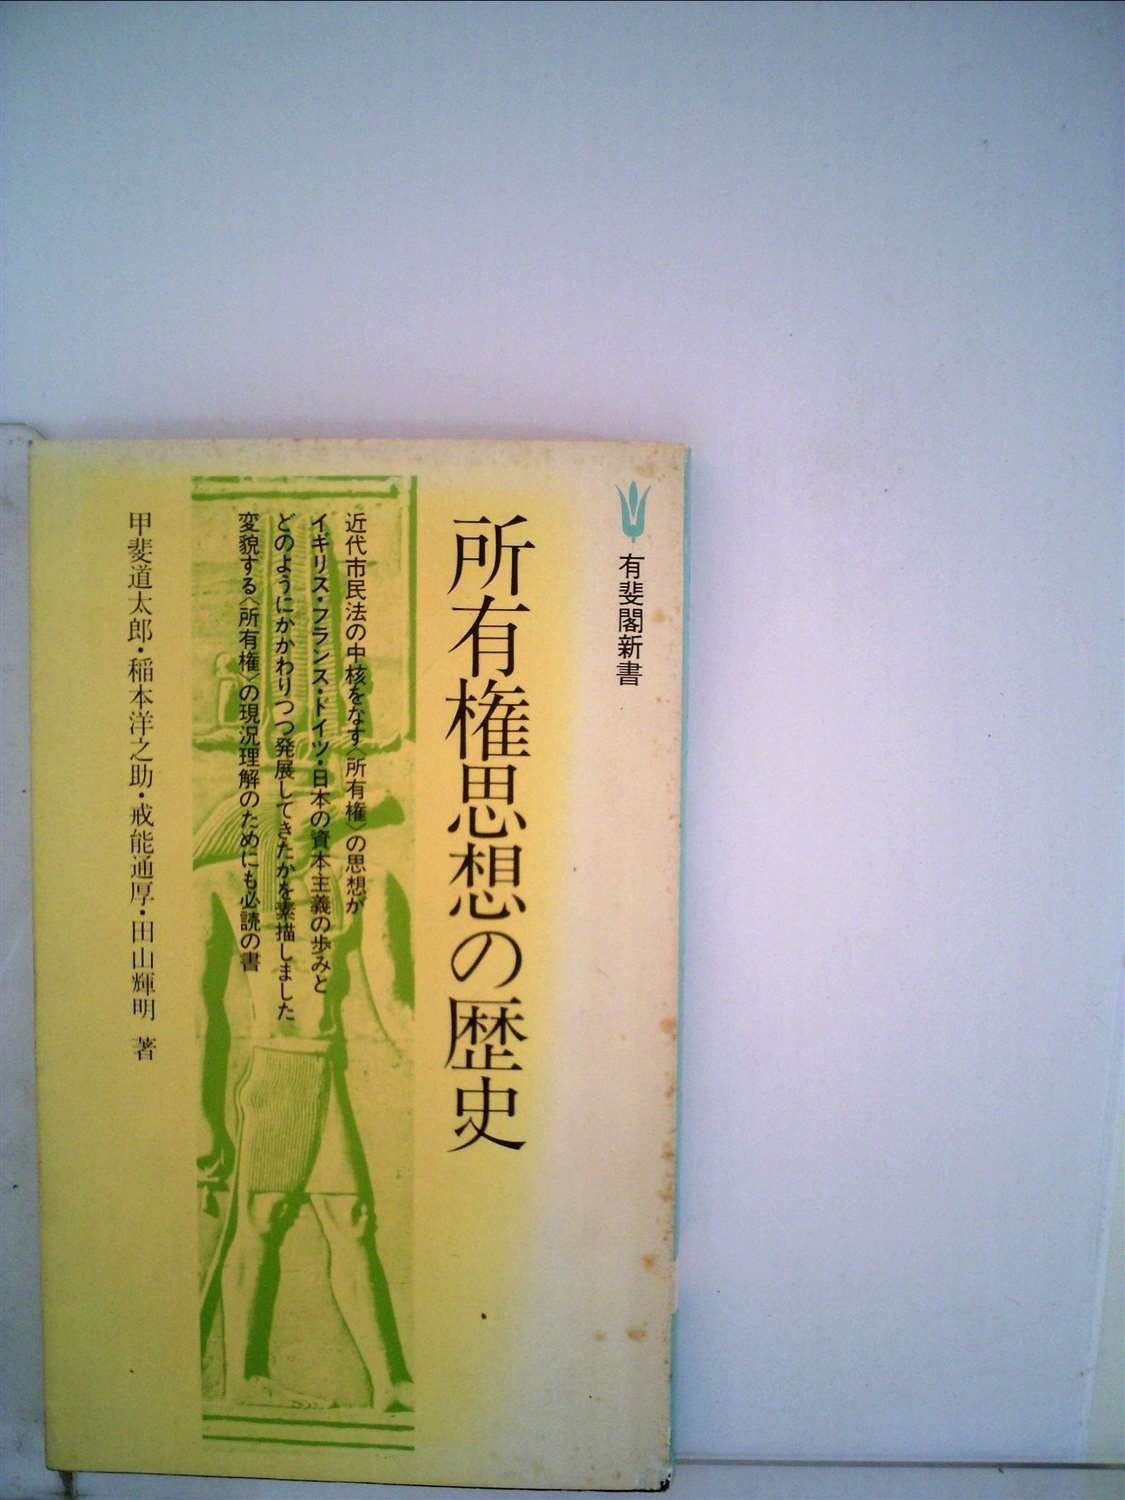 有斐閣新書
所有権思想の歴史
近代市民法の中核をなす〈所有権〉の思想が
イギリス・フランス・ドイツ・日本の資本主義の歩みと
どのようにかかわりつつ発展してきたかを素描しました
変貌する〈所有権〉の現況理解のためにも必読の書
甲斐道太郎・稲本洋之助・戒能通厚・田山輝明 著